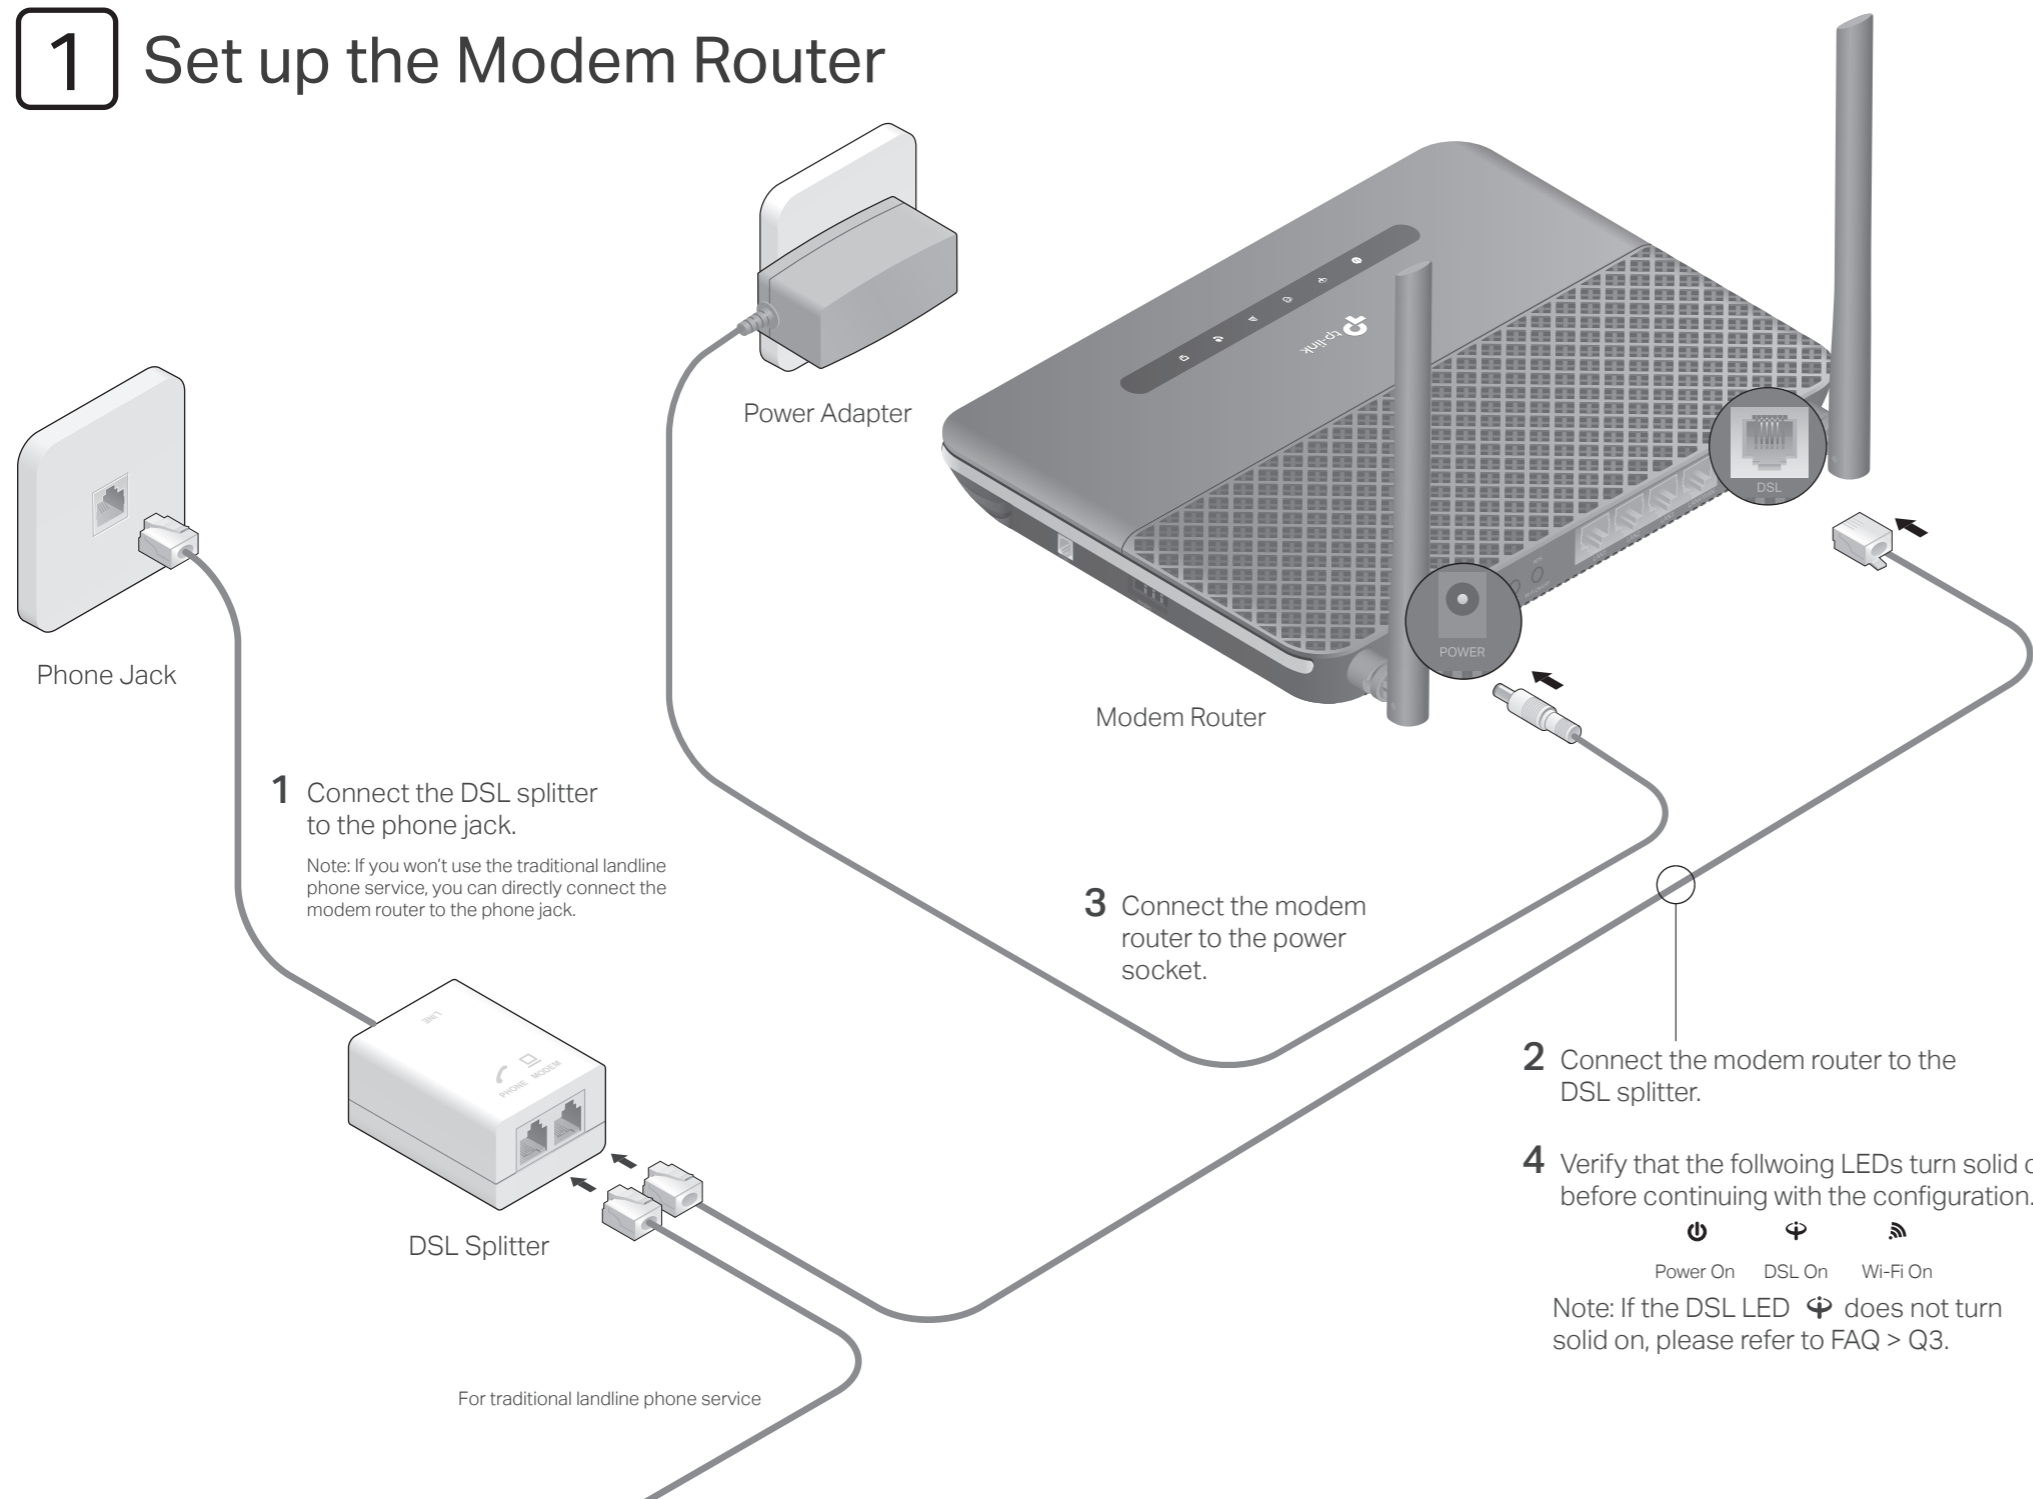 1 Set up the Modem Router
Power Adapter
tp-link
DSL
POWER
Phone Jack
Modem Router
1 Connect the DSL splitter
to the phone jack.
Note: If you won't use the traditional landline
phone service, you can directly connect the
modem router to the phone jack.
3 Connect the modem
router to the power
socket.
LINE
PHONE MODEM
DSL Splitter
2 Connect the modem router to the
DSL splitter.
4 Verify that the follwoing LEDs turn solid
before continuing with the configuration.
Power On DSL On Wi-Fi On
Note: If the DSL LED does not turn
solid on, please refer to FAQ > Q3.
For traditional landline phone service